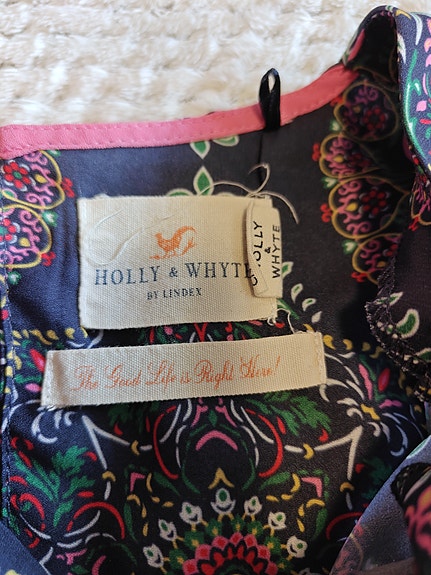 HOLLY & WHYTE
BY LINDEX
HOLLY
&
WHYTE
The Good Life is Right Here!